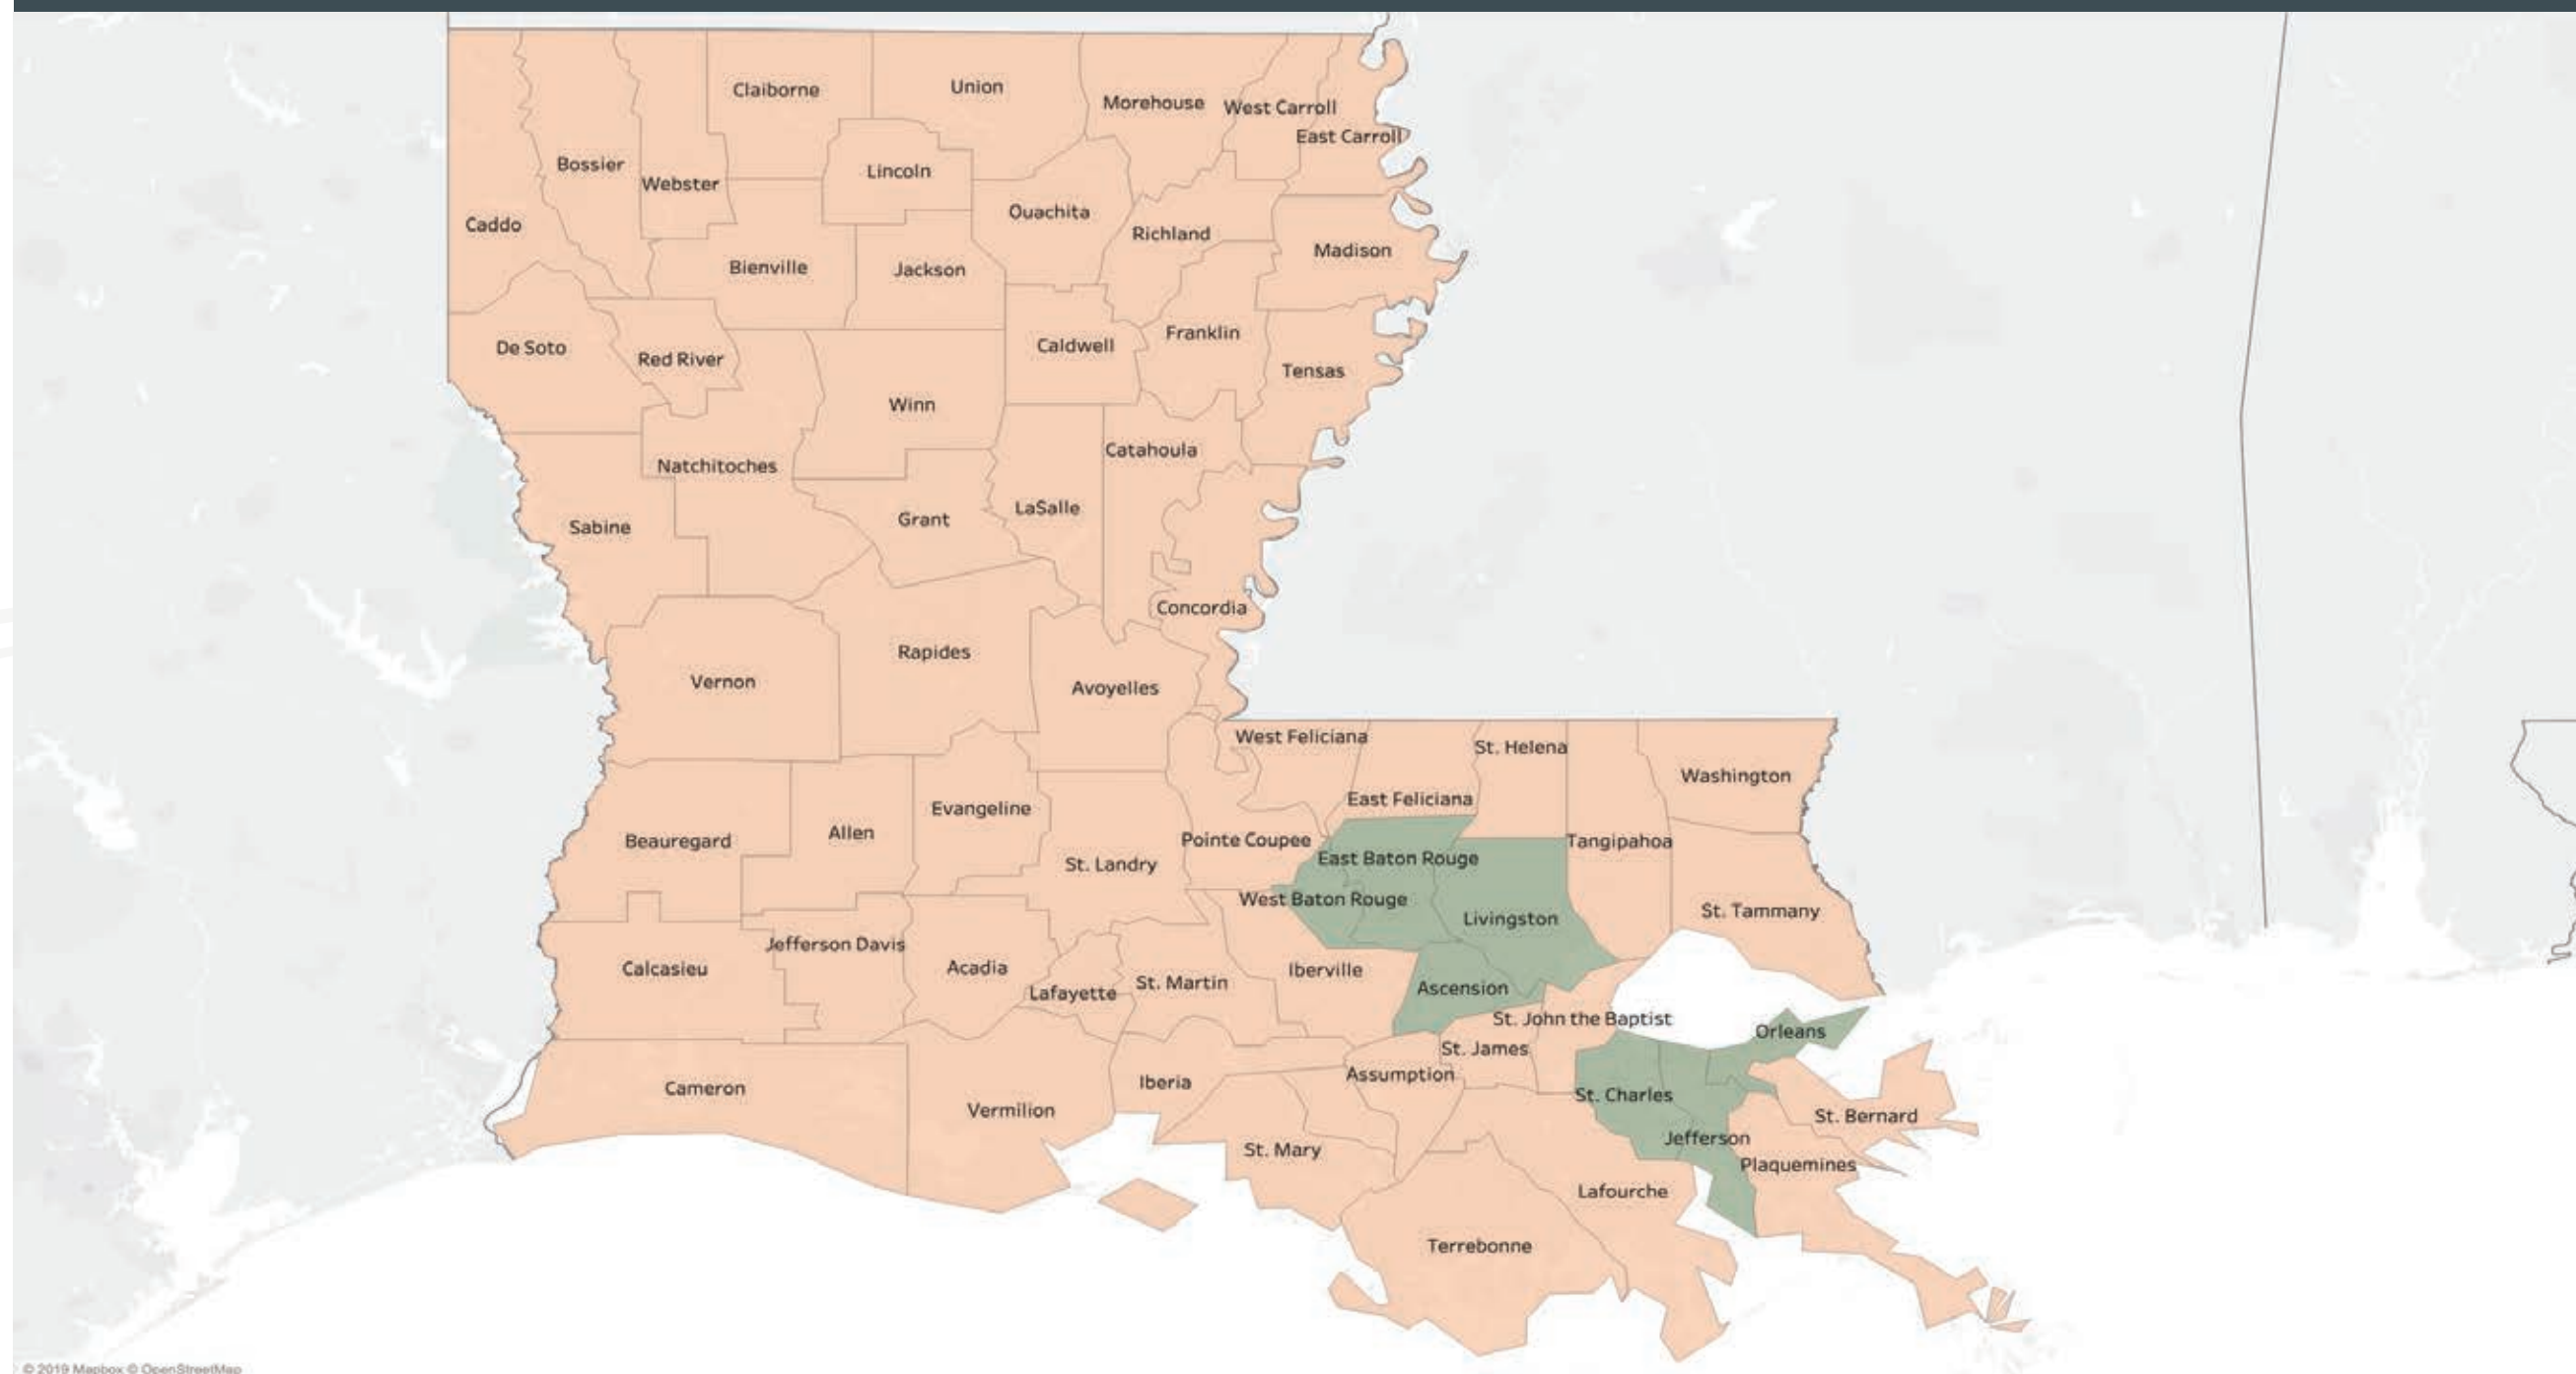 Claiborne
Union
Morehouse
West Carroll
East Carroll
Bossier
Webster
Lincoln
Caddo
Ouachita
Richland
Madison
Bienville
Jackson
De Soto
Red River
Caldwell
Franklin
Tensas
Winn
Natchitoches
Catahoula
Sabine
Grant
LaSalle
Concordia
Vernon
Rapides
Avoyelles
West Feliciana
St. Helena
Washington
East Feliciana
Beauregard
Allen
Evangeline
Pointe Coupee
Tangipahoa
St. Landry
East Baton Rouge
West Baton Rouge
Livingston
St. Tammany
Jefferson Davis
Calcasieu
Acadia
Lafayette
St. Martin
Iberville
Ascension
St. John the Baptist
Orleans
St. James
Cameron
Vermilion
Iberia
Assumption
St. Charles
St. Bernard
Jefferson
St. Mary
Plaquemines
Lafourche
Terrebonne
© 2019 Mapbox © OpenStreetMap